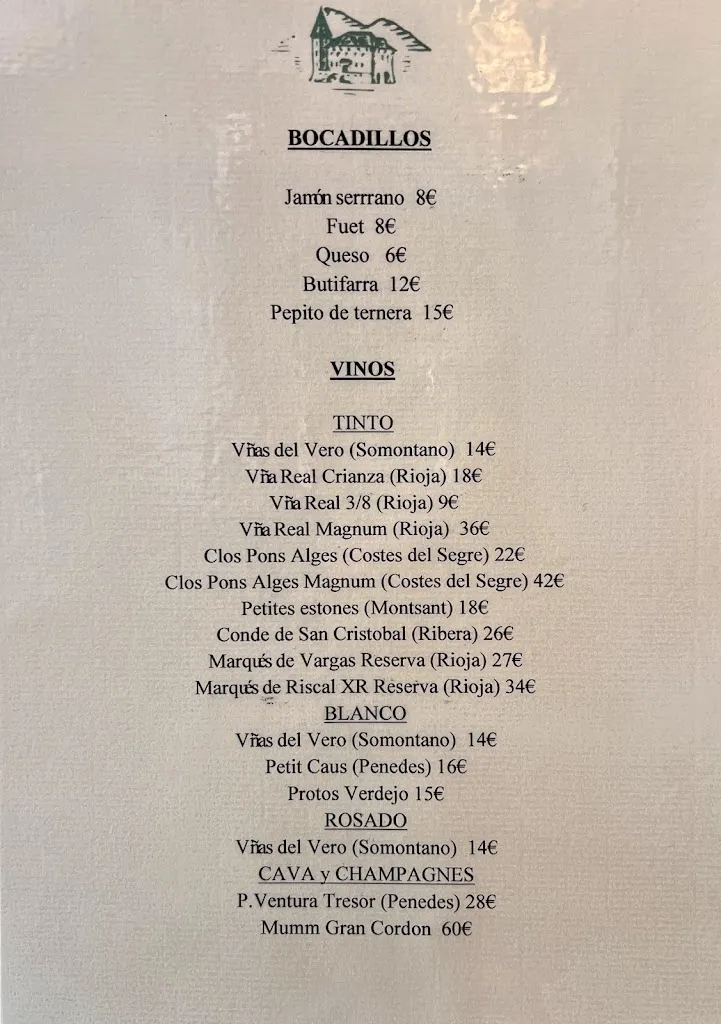 BOCADILLOS
Jamón serrrano 8€
Fuet 8€
Queso 6€
Butifarra 12€
Pepito de ternera 15€
VINOS
TINTO
Viñas del Vero (Somontano) 14€
Viña Real Crianza (Rioja) 18€
Viña Real 3/8 (Rioja) 9€
Viña Real Magnum (Rioja) 36€
Clos Pons Alges (Costes del Segre) 22€
Clos Pons Alges Magnum (Costes del Segre) 42€
Petites estones (Montsant) 18€
Conde de San Cristobal (Ribera) 26€
Marqués de Vargas Reserva (Rioja) 27€
Marqués de Riscal XR Reserva (Rioja) 34€
BLANCO
Viñas del Vero (Somontano) 14€
Petit Caus (Penedes) 16€
Protos Verdejo 15€
ROSADO
Viñas del Vero (Somontano) 14€
CAVA y CHAMPAGNES
P.Ventura Tresor (Penedes) 28€
Mumm Gran Cordon 60€